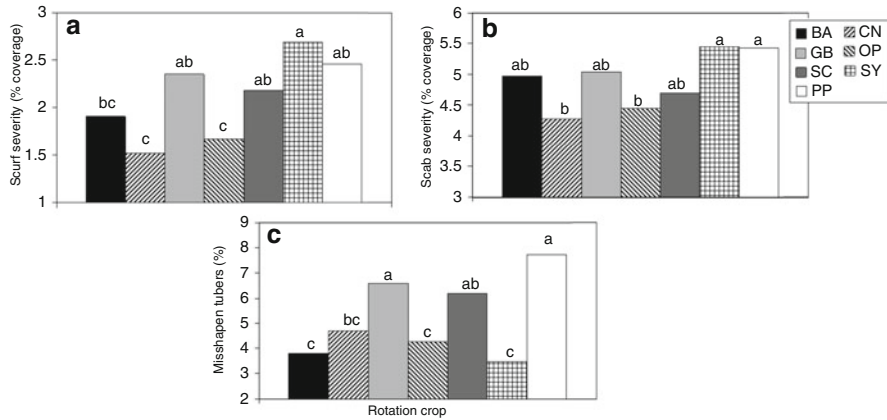 a
Scurf severity (% coverage)
3
2.5
2
1.5
1
bc
c
ab
c
ab
a
ab
b
Scab severity (% coverage)
6
5.5
5
4.5
4
3.5
3
ab
b
ab
b
ab
a
a
BA
CN
GB
OP
SC
SY
PP
c
Misshapen tubers (%)
9
8
7
6
5
4
3
2
c
bc
a
c
ab
c
a
Rotation crop